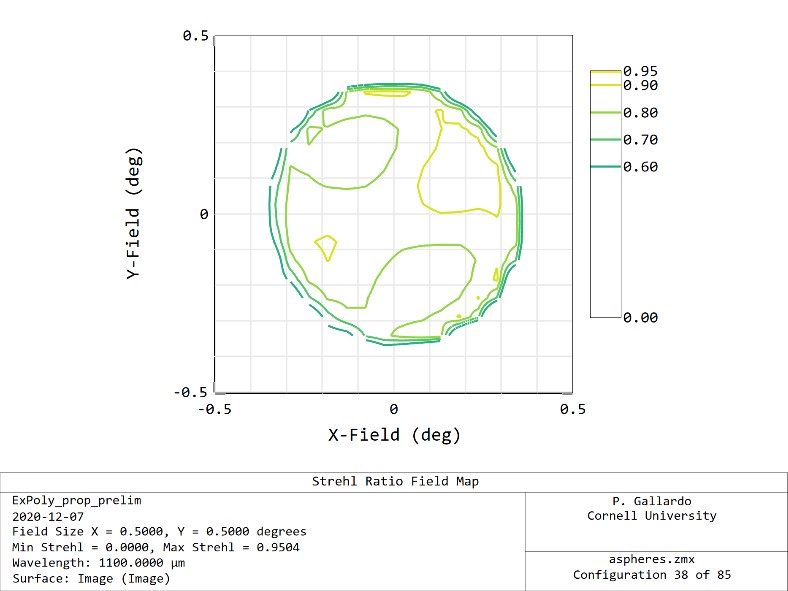 0.5
0
-0.5
-0.5
0
0.5
Y-Field (deg)
X-Field (deg)
0.95
0.90
0.80
0.70
0.60
0.00
Strehl Ratio Field Map
ExPoly_prop_prelim
2020-12-07
Field Size X = 0.5000, Y = 0.5000 degrees
Min Strehl = 0.0000, Max Strehl = 0.9504
Wavelength: 1100.0000 µm
Surface: Image (Image)
P. Gallardo
Cornell University
aspheres.zmx
Configuration 38 of 85